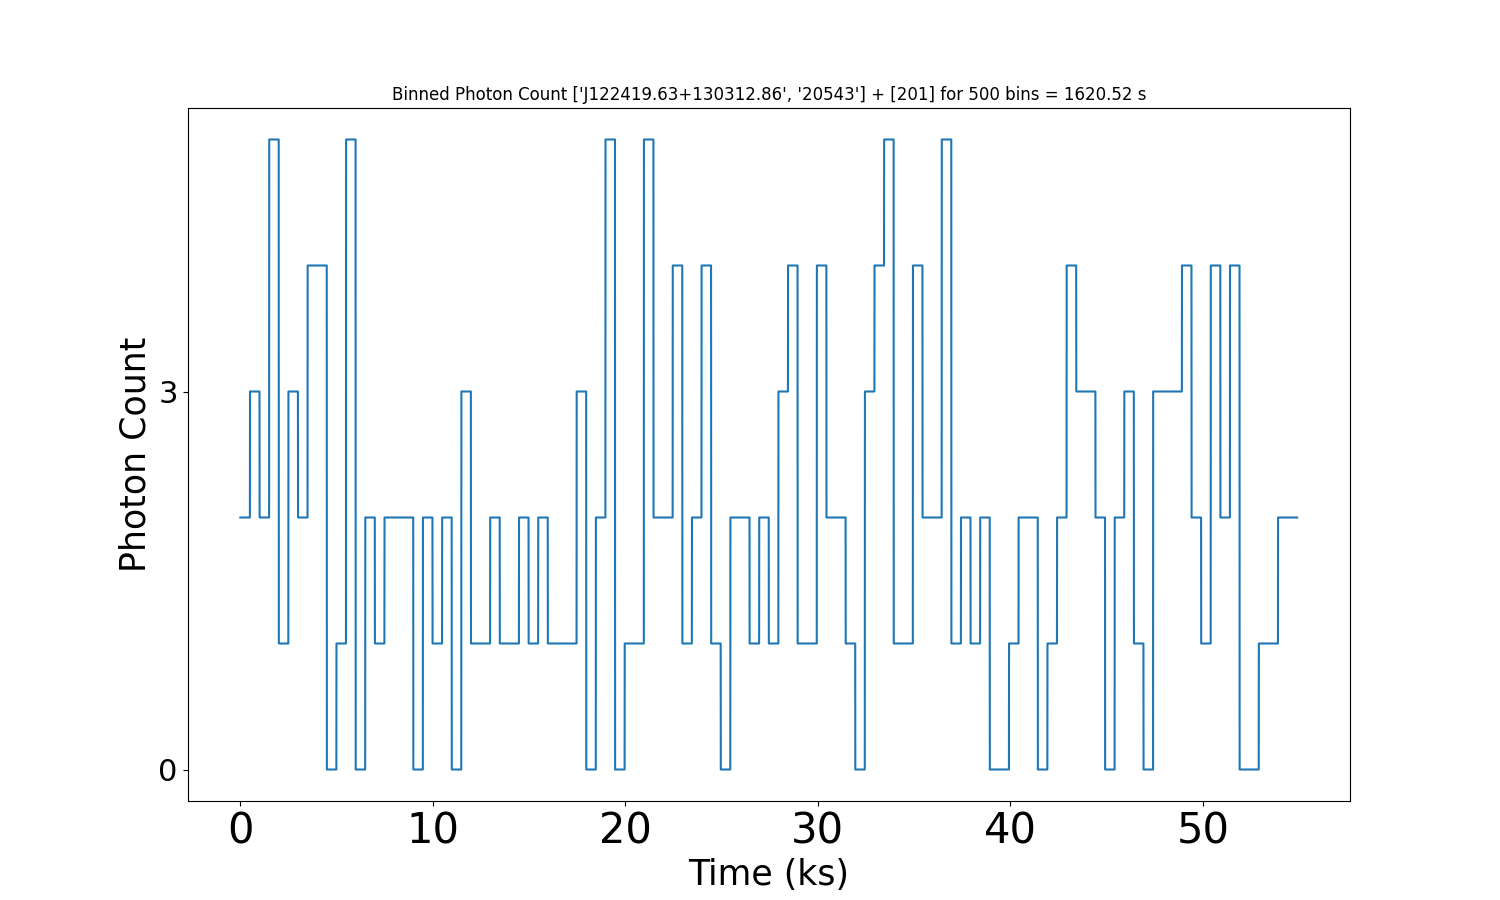 Binned Photon Count ['J122419.63+130312.86', '20543'] + [201] for 500 bins = 1620.52 s
Photon Count
3
0
0 10 20 30 40 50
Time (ks)